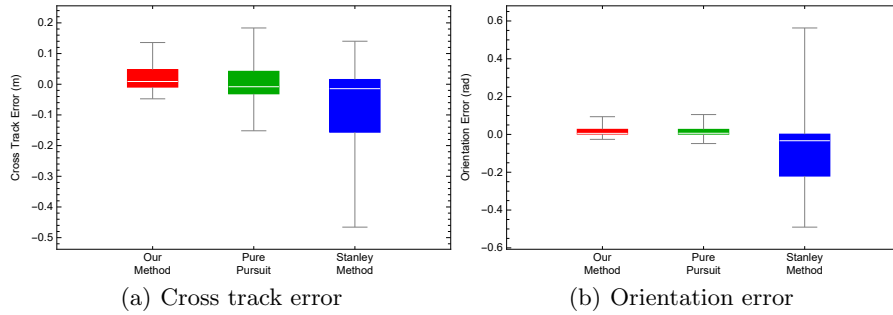 0.2
0.1
0.0
−0.1
−0.2
−0.3
−0.4
−0.5
Cross Track Error (m)
Our Method
Pure Pursuit
Stanley Method
(a) Cross track error
0.6
0.4
0.2
0.0
−0.2
−0.4
−0.6
Orientation Error (rad)
Our Method
Pure Pursuit
Stanley Method
(b) Orientation error